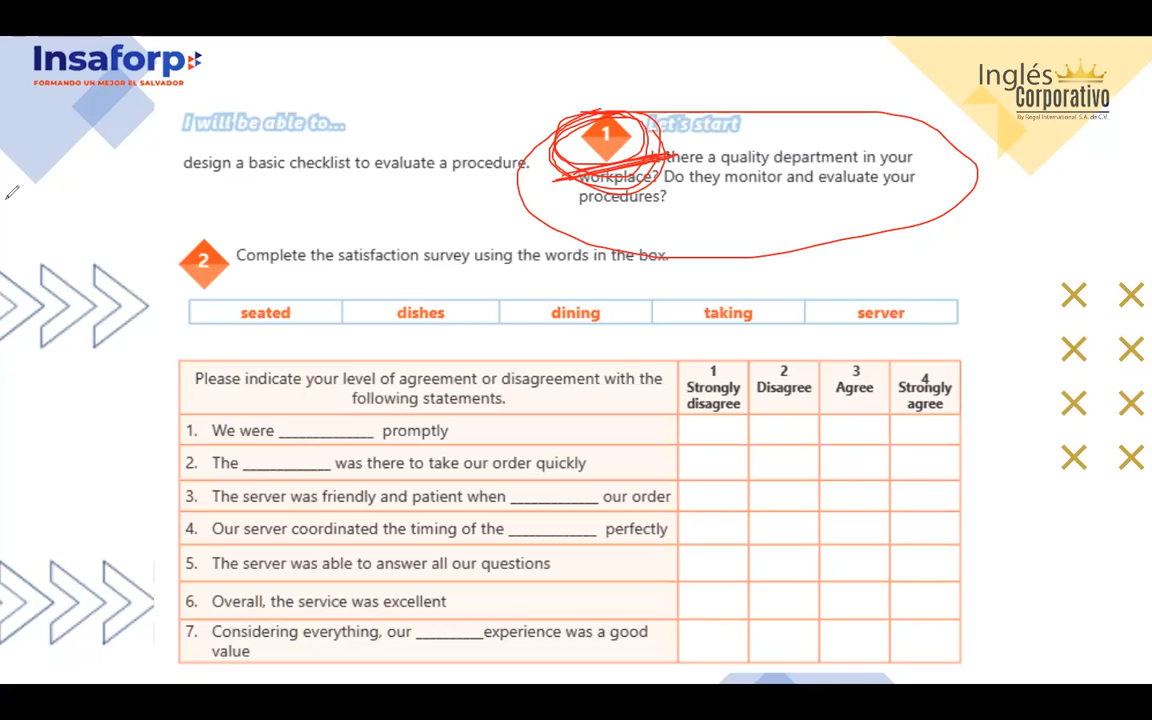 Insaforp
FORMANDO UN MEJOR EL SALVADOR
Inglés
Corporativo
By Regal International, S.A. de C.V.
I will be able to...
design a basic checklist to evaluate a procedure.
1
Let's start
Is there a quality department in your
workplace? Do they monitor and evaluate your
procedures?
2
Complete the satisfaction survey using the words in the box.
seated dishes dining taking server
Please indicate your level of agreement or disagreement with the
following statements.
1
Strongly
disagree
2
Disagree
3
Agree
4
Strongly
agree
1. We were ______________ promptly
2. The _____________ was there to take our order quickly
3. The server was friendly and patient when _____________ our order
4. Our server coordinated the timing of the _____________ perfectly
5. The server was able to answer all our questions
6. Overall, the service was excellent
7. Considering everything, our __________experience was a good
value